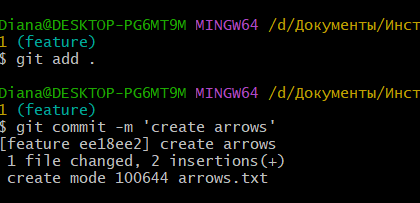 Diana@DESKTOP-PG6MT9M MINGW64 /d/Документы/Инст
1 (feature)
$ git add .
Diana@DESKTOP-PG6MT9M MINGW64 /d/Документы/Инст
1 (feature)
$ git commit -m 'create arrows'
[feature ee18ee2] create arrows
 1 file changed, 2 insertions(+)
 create mode 100644 arrows.txt